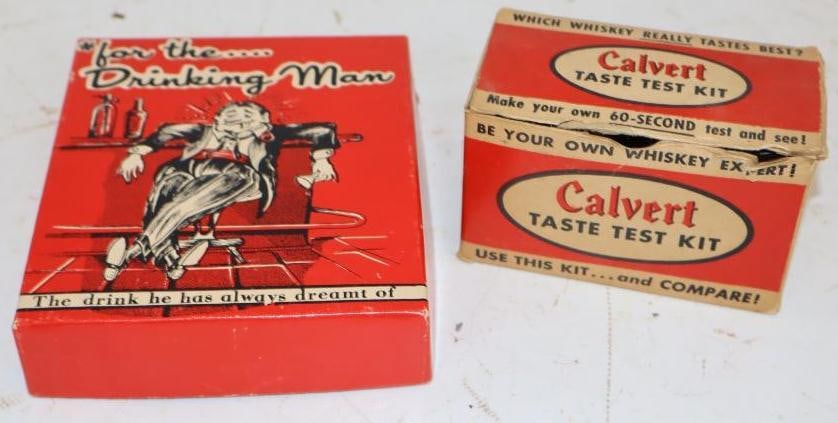 *for the.....
Drinking Man
The drink he has always dreamt of
WHICH WHISKEY REALLY TASTES BEST?
Calvert
TASTE TEST KIT
Make your own 60-SECOND test and see!
BE YOUR OWN WHISKEY EXPERT!
Calvert
TASTE TEST KIT
USE THIS KIT...and COMPARE!